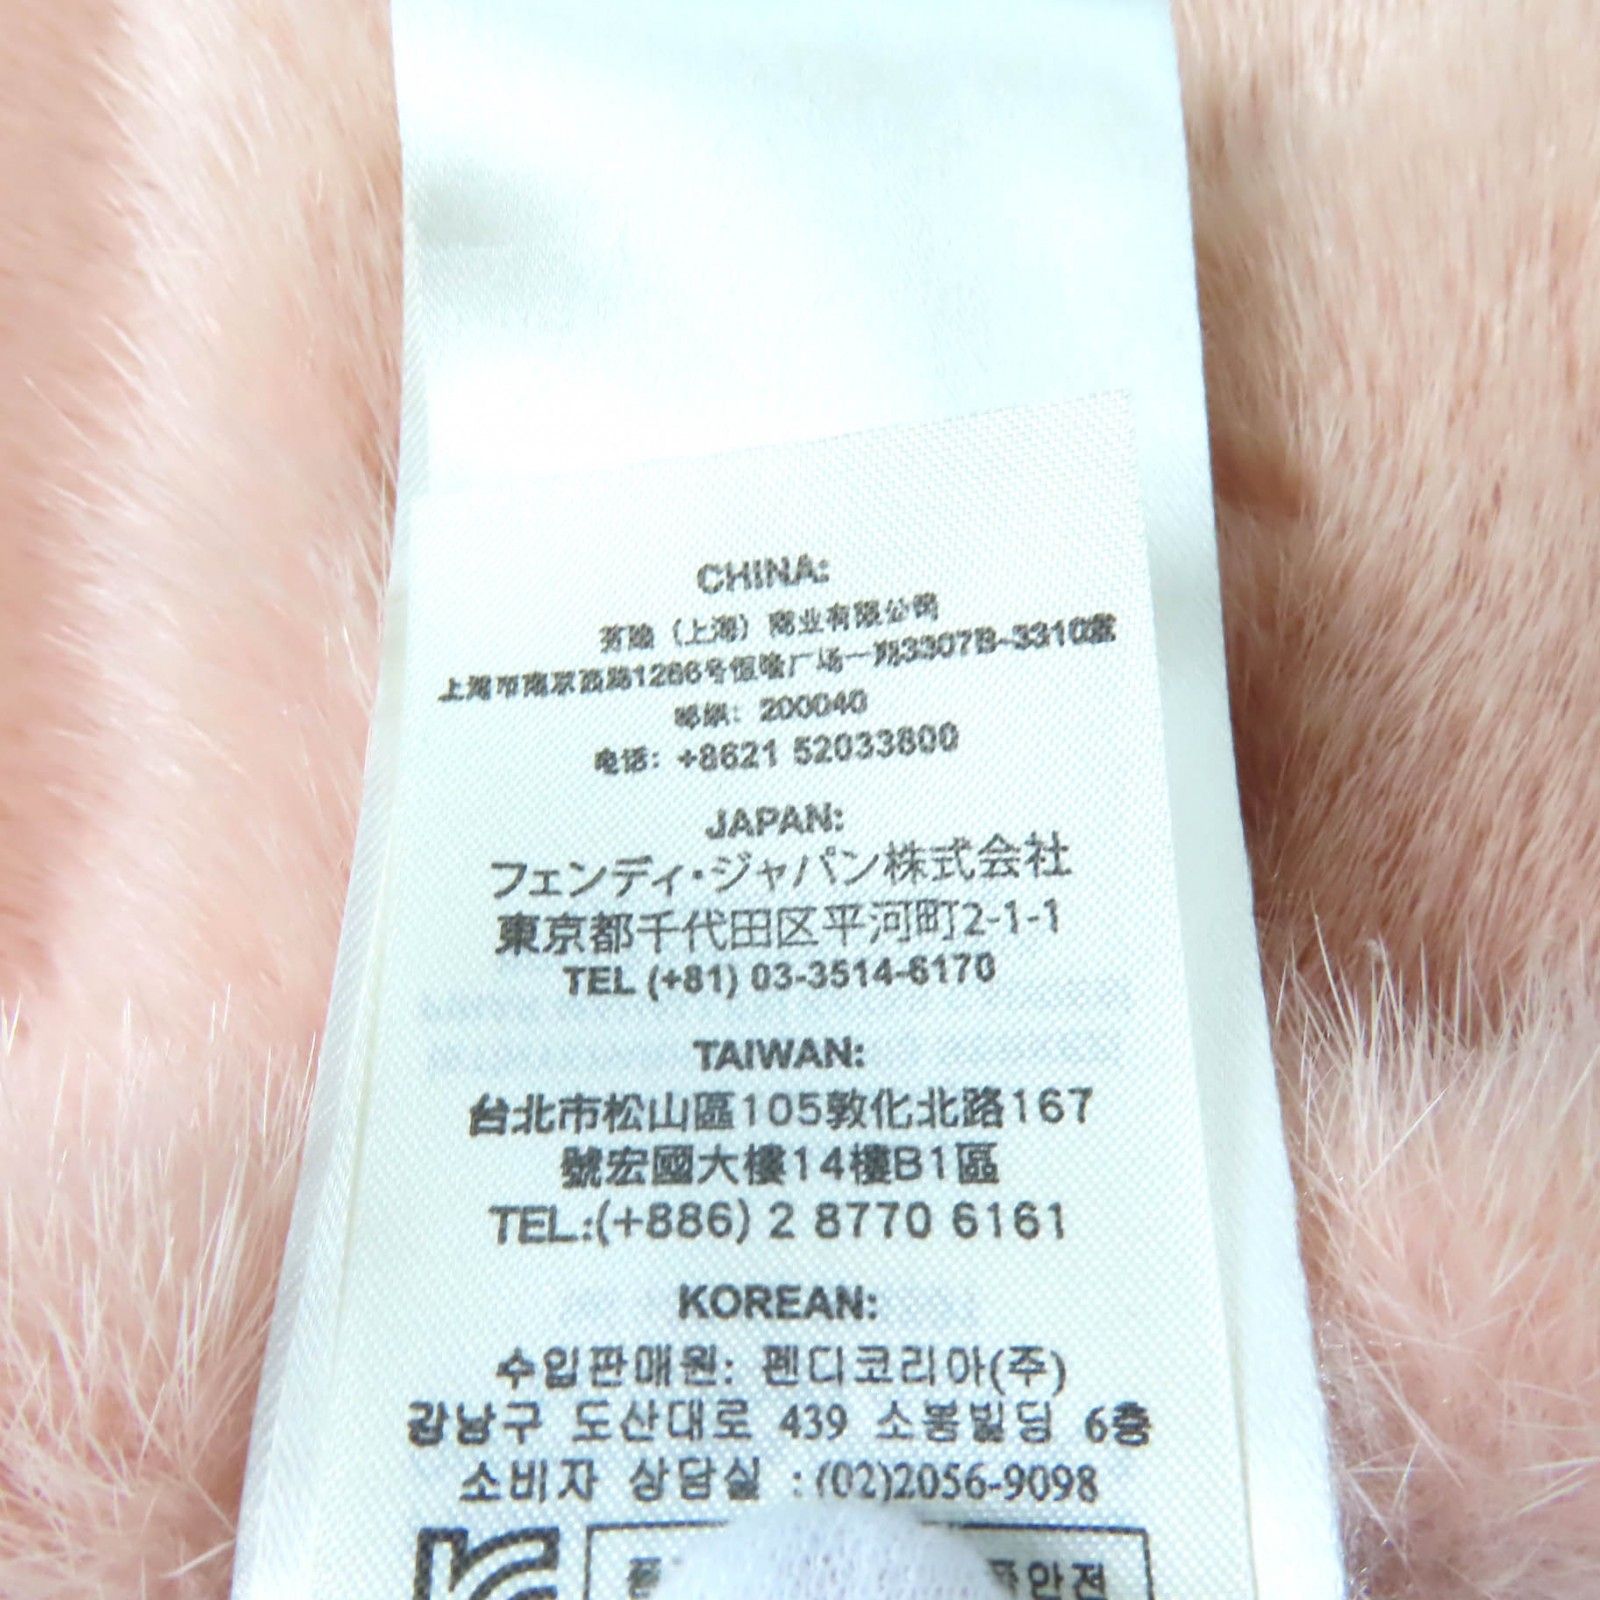 CHINA:
芬迪（上海）商业有限公司
上海市南京西路1266号恒隆广场一期3307B-3310室
邮编：200040
电话：+8621 52033800
JAPAN:
フェンディ・ジャパン株式会社
東京都千代田区平河町2-1-1
TEL (+81) 03-3514-6170
TAIWAN:
台北市松山區105敦化北路167
號宏國大樓14樓B1區
TEL.:(+886) 2 8770 6161
KOREAN:
수입판매원: 펜디코리아(주)
강남구 도산대로 439 소봉빌딩 6층
소비자 상담실 : (02)2056-9098
안전